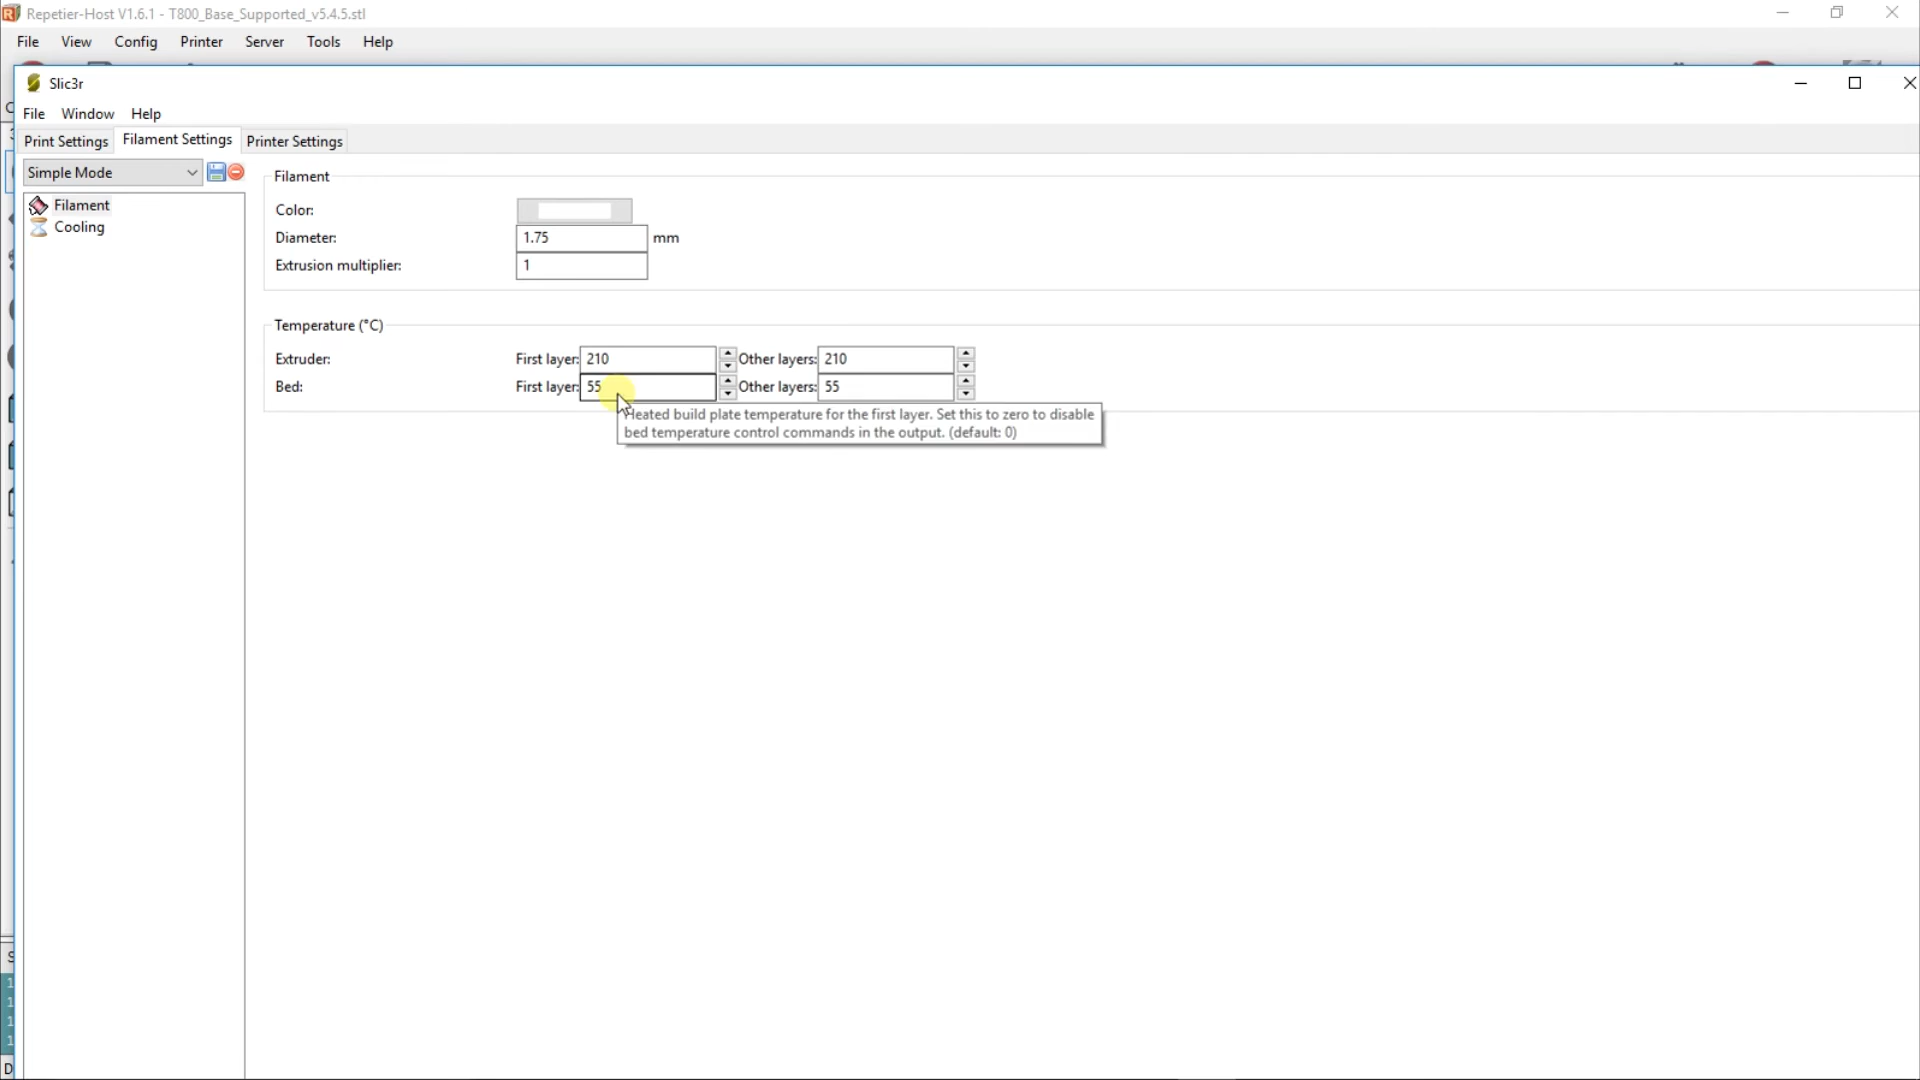 Repetier-Host V1.6.1 - T800_Base_Supported_v5.4.5.stl
File View Config Printer Server Tools Help
Slic3r
File Window Help
Print Settings Filament Settings Printer Settings
Simple Mode
Filament
Cooling
Filament
Color:
Diameter: 1.75 mm
Extrusion multiplier: 1
Temperature (°C)
Extruder: First layer: 210 Other layers: 210
Bed: First layer: 55 Other layers: 55
Heated build plate temperature for the first layer. Set this to zero to disable
bed temperature control commands in the output. (default: 0)